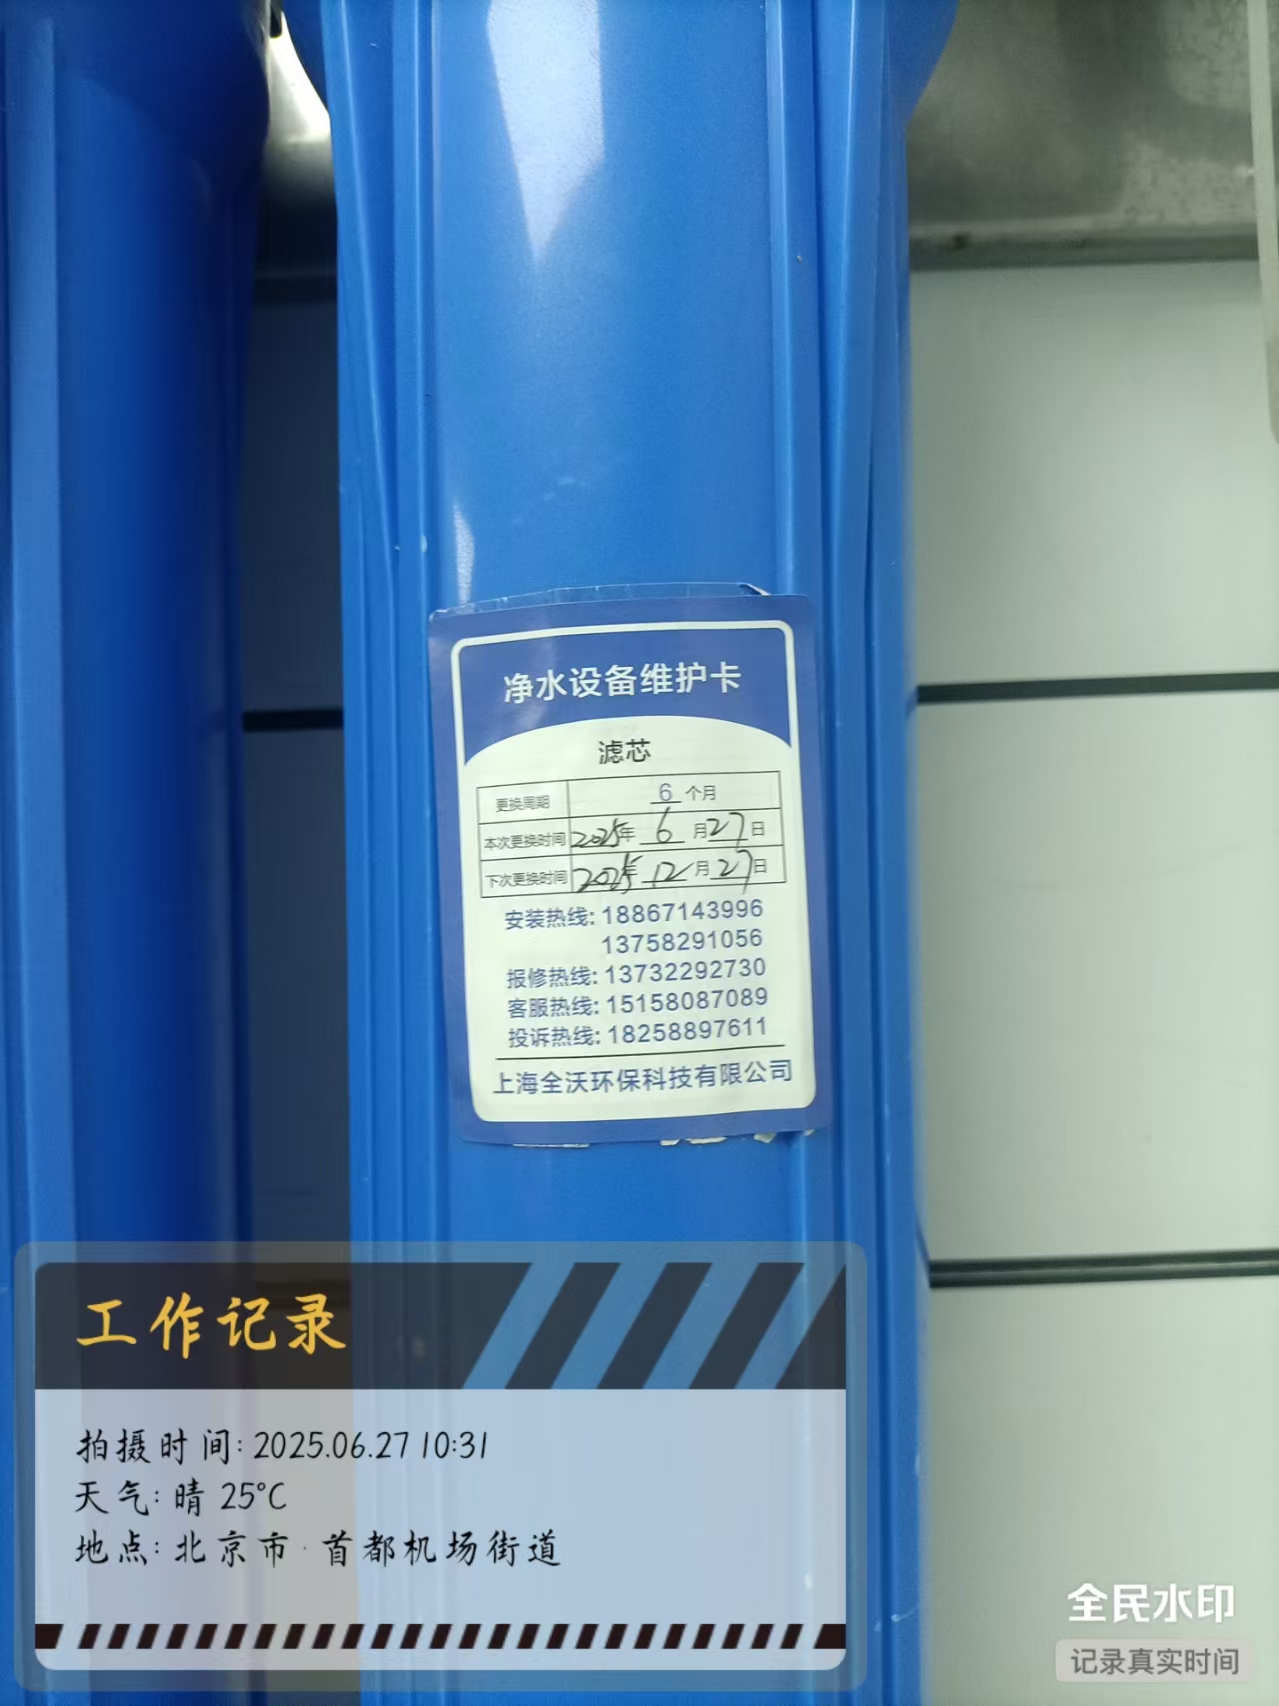 净水设备维护卡
滤芯
更换周期 6 个月
本次更换时间 2025年 6 月 27 日
下次更换时间 2025年 12 月 27 日
安装热线: 18867143996
13758291056
报修热线: 13732292730
客服热线: 15158087089
投诉热线: 18258897611
上海全沃环保科技有限公司
工作记录
拍摄时间: 2025.06.27 10:31
天气: 晴 25°C
地点: 北京市·首都机场街道
全民水印
记录真实时间